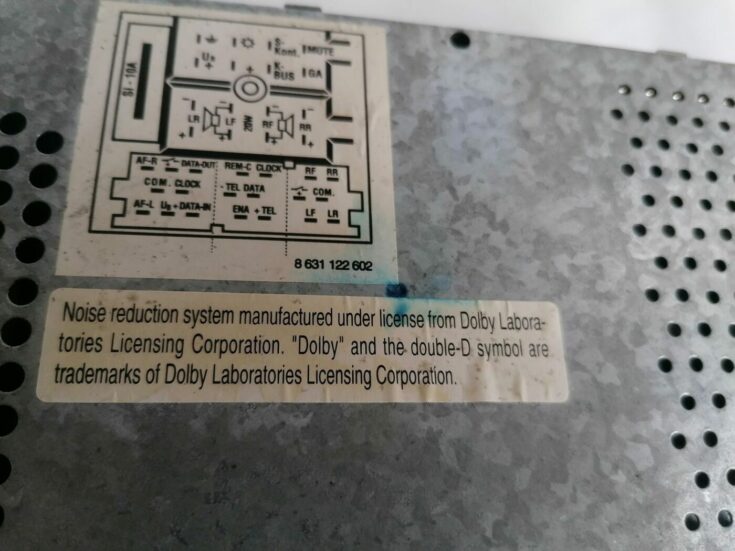 S-
Kont. MUTE
UB
+ + K-
BUS GA
SI - 10A
- - - -
LR LF 20W RF RR
+ + + +
AF-R DATA-OUT REM-C CLOCK RF RR
COM. CLOCK - TEL DATA COM.
AF-L UB + DATA-IN ENA + TEL LF LR
8 631 122 602
Noise reduction system manufactured under license from Dolby Labora-
tories Licensing Corporation. "Dolby" and the double-D symbol are
trademarks of Dolby Laboratories Licensing Corporation.